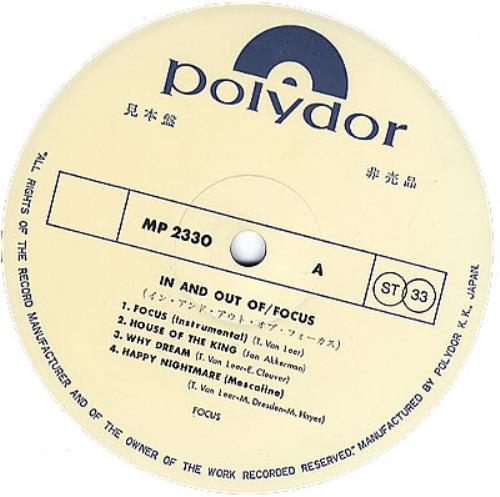 polydor
見本盤
非売品
MP 2330
A
ST 33
IN AND OUT OF/FOCUS
(イン・アンド・アウト・オブ・フォーカス)
1. FOCUS (Instrumental) (T. Van Leer)
2. HOUSE OF THE KING (Jan Akkerman)
3. WHY DREAM (T. Van Leer-E. Cleuver)
4. HAPPY NIGHTMARE (Mescaline)
(T. Van Leer-M. Dresden-M. Hayes)
FOCUS
"ALL RIGHTS OF THE RECORD MANUFACTURER AND OF THE OWNER OF THE WORK RECORDED RESERVED." MANUFACTURED BY POLYDOR K.K., JAPAN.